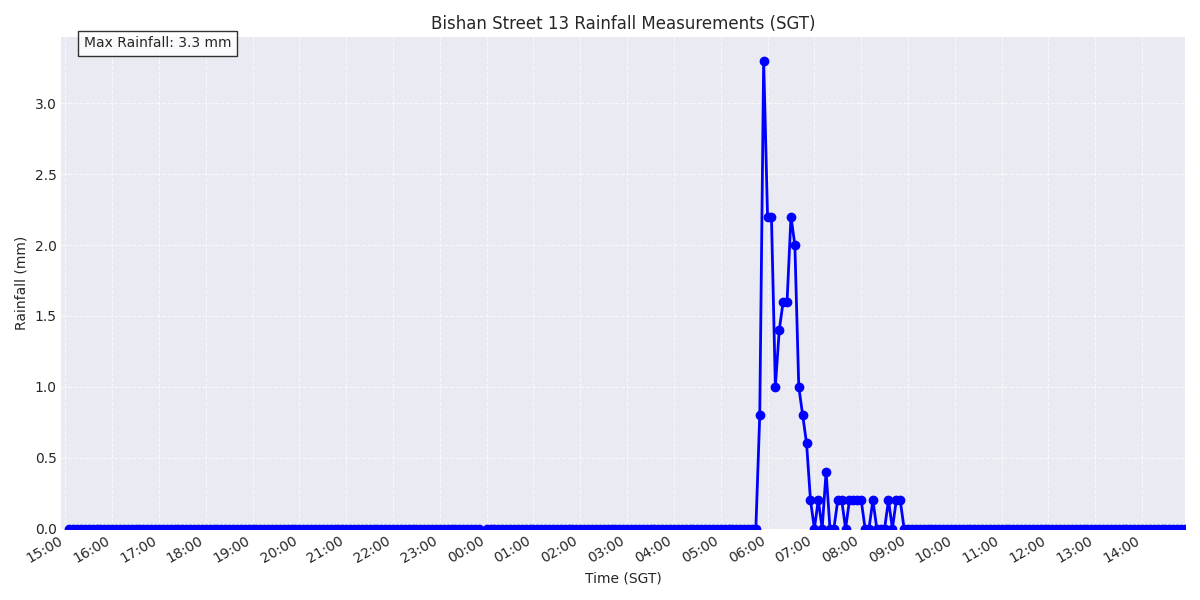 Bishan Street 13 Rainfall Measurements (SGT)
Max Rainfall: 3.3 mm
Rainfall (mm)
3.0
2.5
2.0
1.5
1.0
0.5
0.0
15:00 16:00 17:00 18:00 19:00 20:00 21:00 22:00 23:00 00:00 01:00 02:00 03:00 04:00 05:00 06:00 07:00 08:00 09:00 10:00 11:00 12:00 13:00 14:00
Time (SGT)